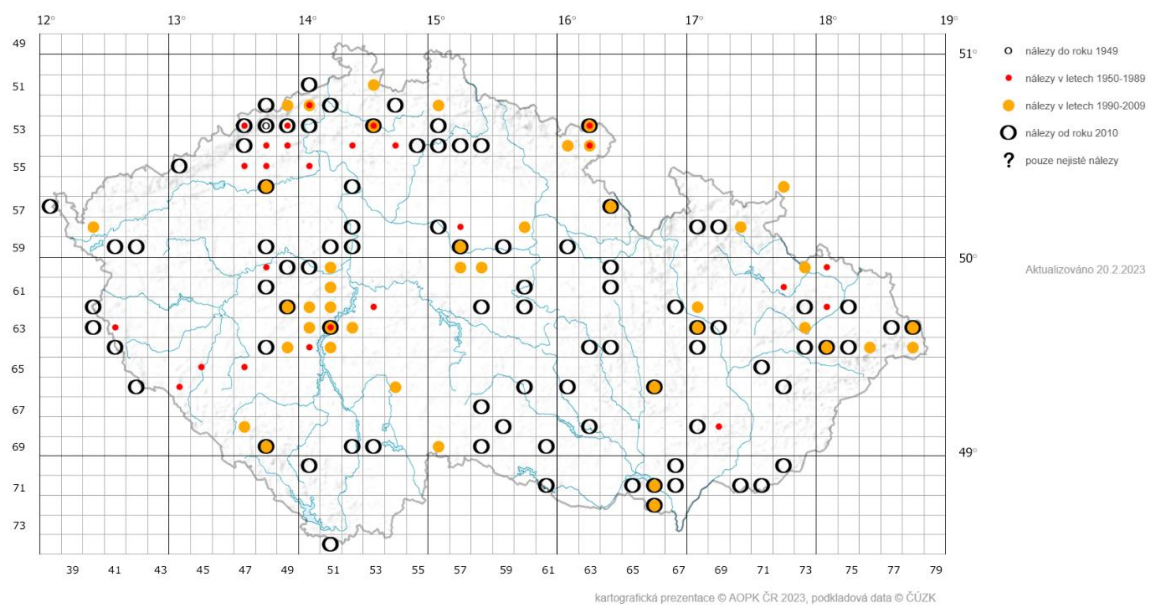 12° 13° 14° 15° 16° 17° 18° 19°
49 51°
51
53
55
57
59 50°
61
63
65
67
69 49°
71
73
39 41 45 47 49 51 53 55 57 59 61 63 65 67 69 71 73 75 77 79
nálezy do roku 1949
nálezy v letech 1950-1989
nálezy v letech 1990-2009
nálezy od roku 2010
? pouze nejisté nálezy
Aktualizováno 20.2.2023
kartografická prezentace © AOPK ČR 2023, podkladová data © ČÚZK